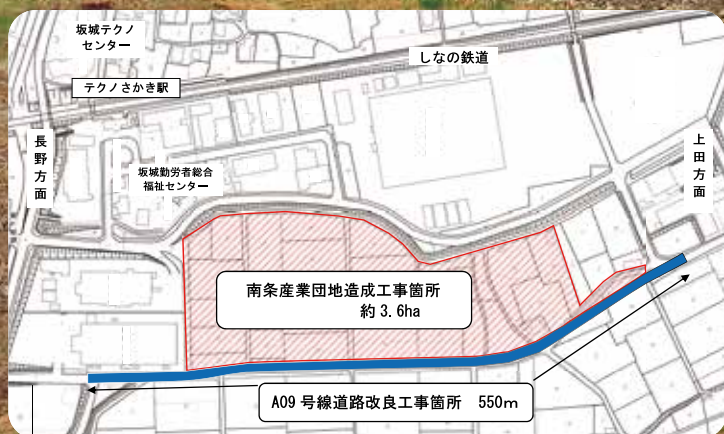 坂城テクノ
センター
しなの鉄道
テクノさかき駅
長野方面
上田方面
坂城勤労者総合
福祉センター
南条産業団地造成工事箇所
約 3.6ha
A09 号線道路改良工事箇所 550m